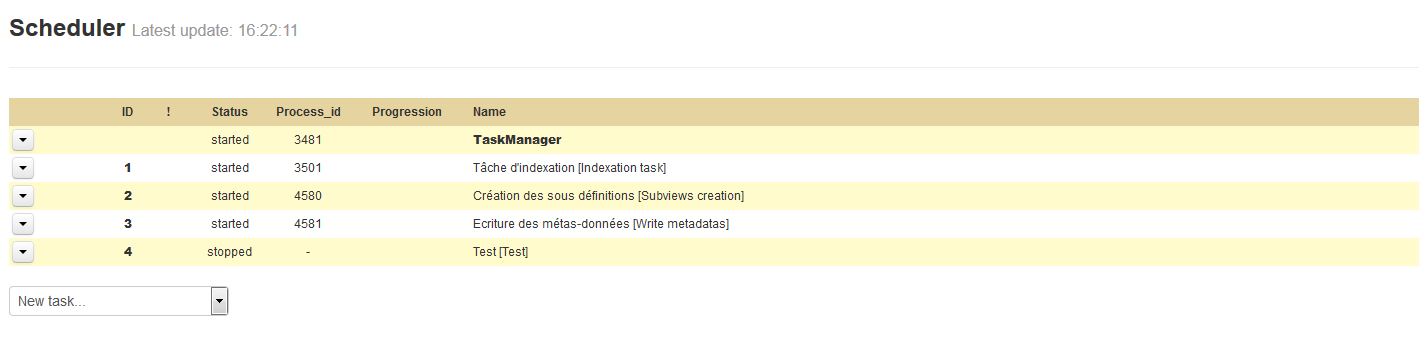 Scheduler Latest update: 16:22:11
ID ! Status Process_id Progression Name
started 3481 TaskManager
1 started 3501 Tâche d'indexation [Indexation task]
2 started 4580 Création des sous définitions [Subviews creation]
3 started 4581 Ecriture des métas-données [Write metadatas]
4 stopped - Test [Test]
New task...